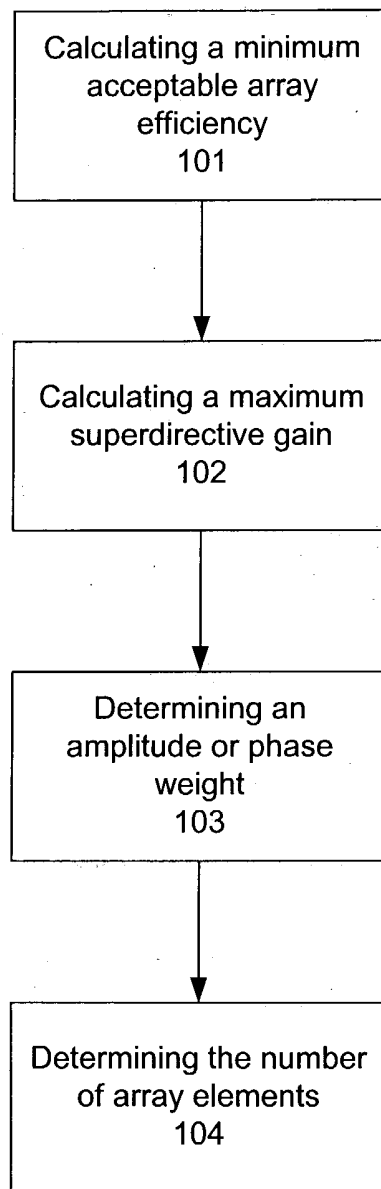 Calculating a minimum
acceptable array
efficiency
101
Calculating a maximum
superdirective gain
102
Determining an
amplitude or phase
weight
103
Determining the number
of array elements
104